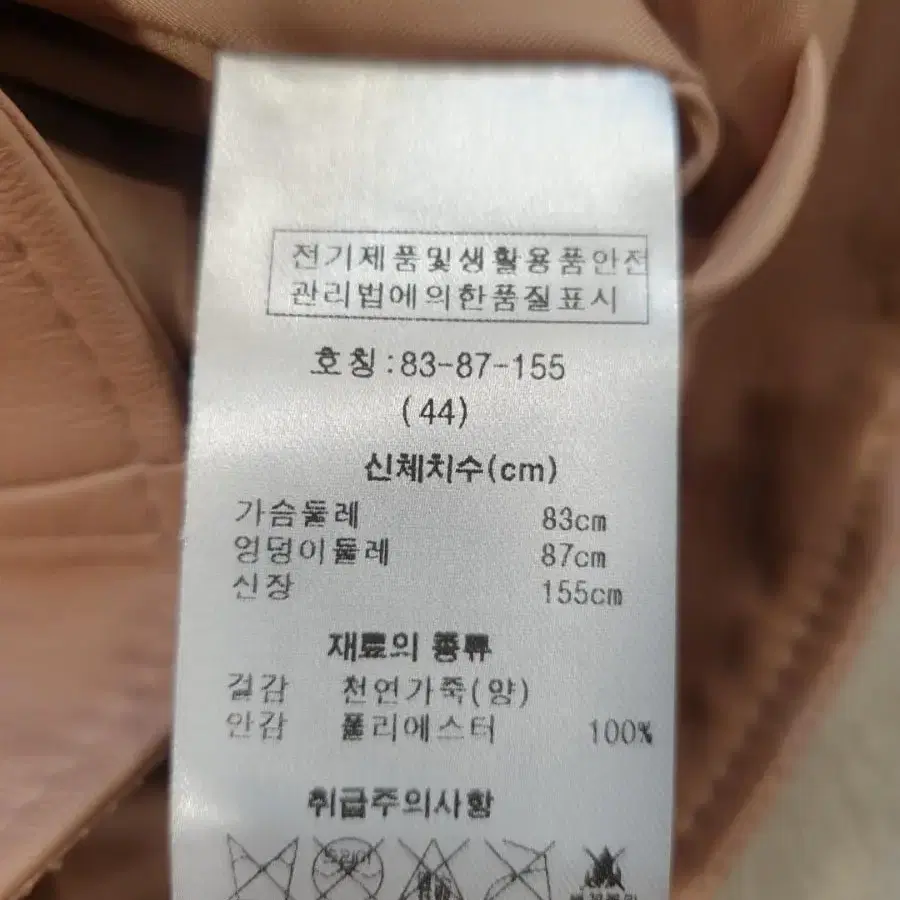 전기제품및생활용품안전
관리법에의한품질표시
호칭:83-87-155
(44)
신체치수(cm)
가슴둘레 83cm
엉덩이둘레 87cm
신장 155cm
재료의 종류
겉감 천연가죽(양)
안감 폴리에스터 100%
취급주의사항
드라이